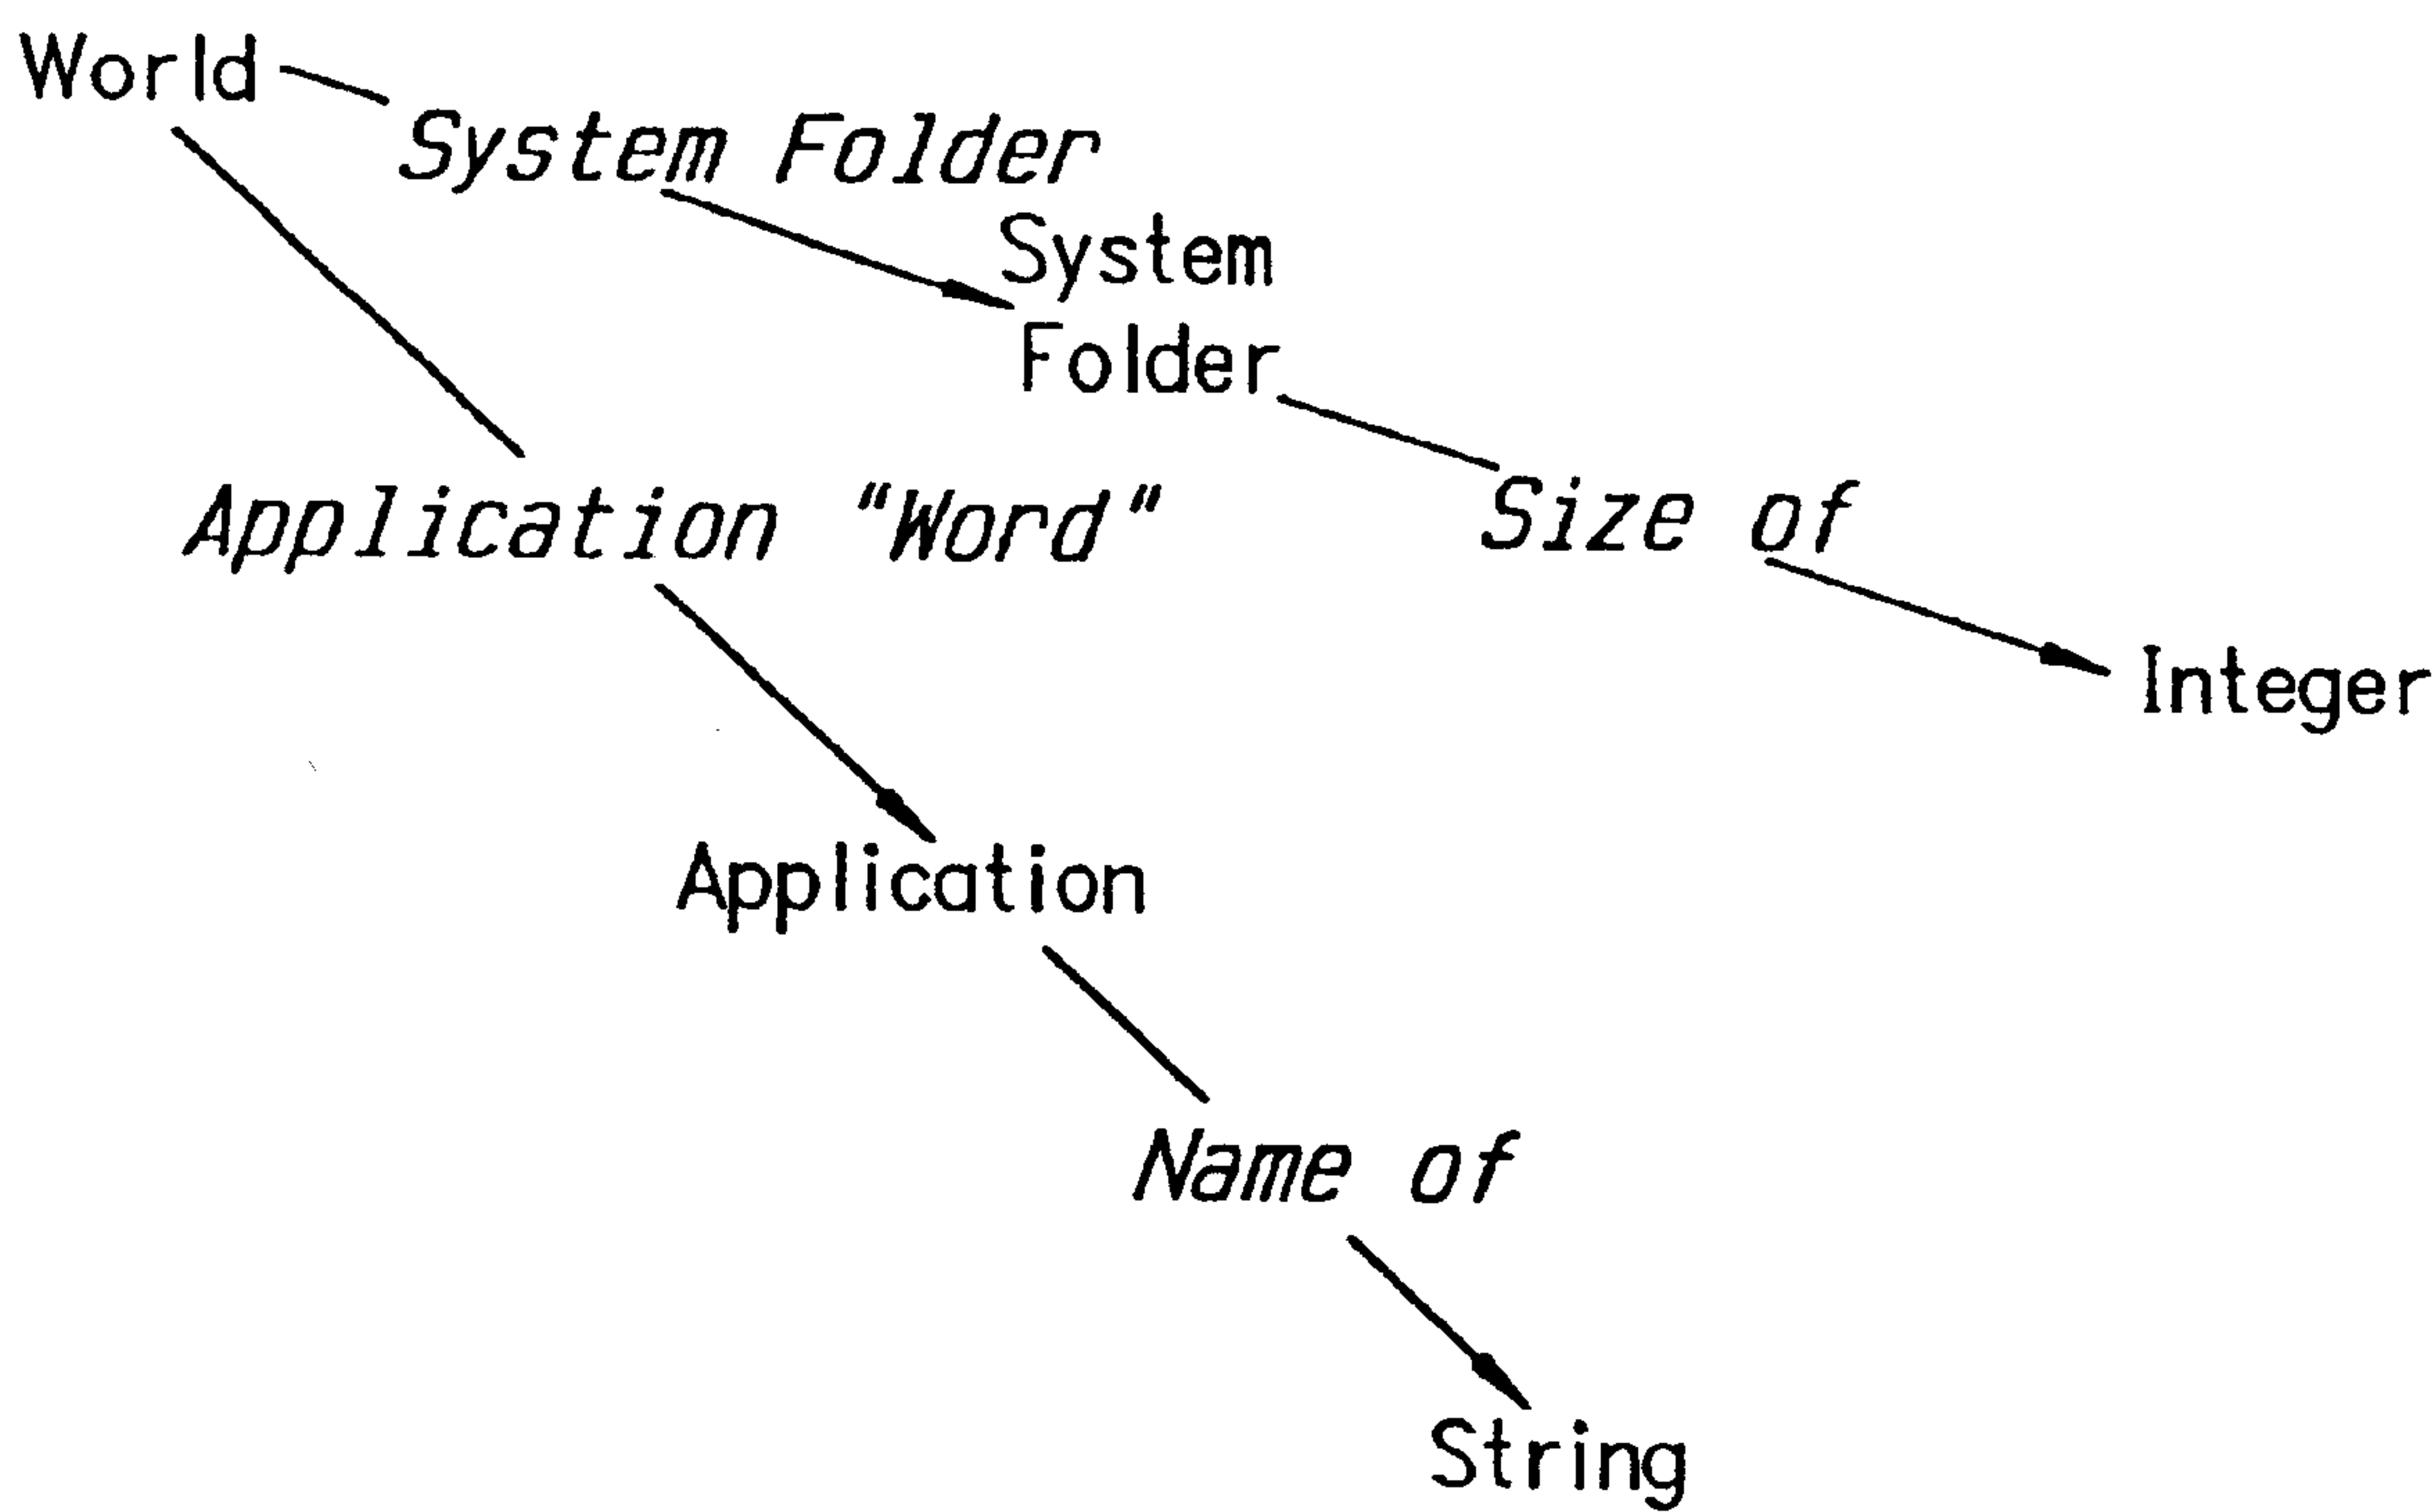 World
System Folder
System
Folder
Application "Word"
Size of
Integer
Application
Name of
String